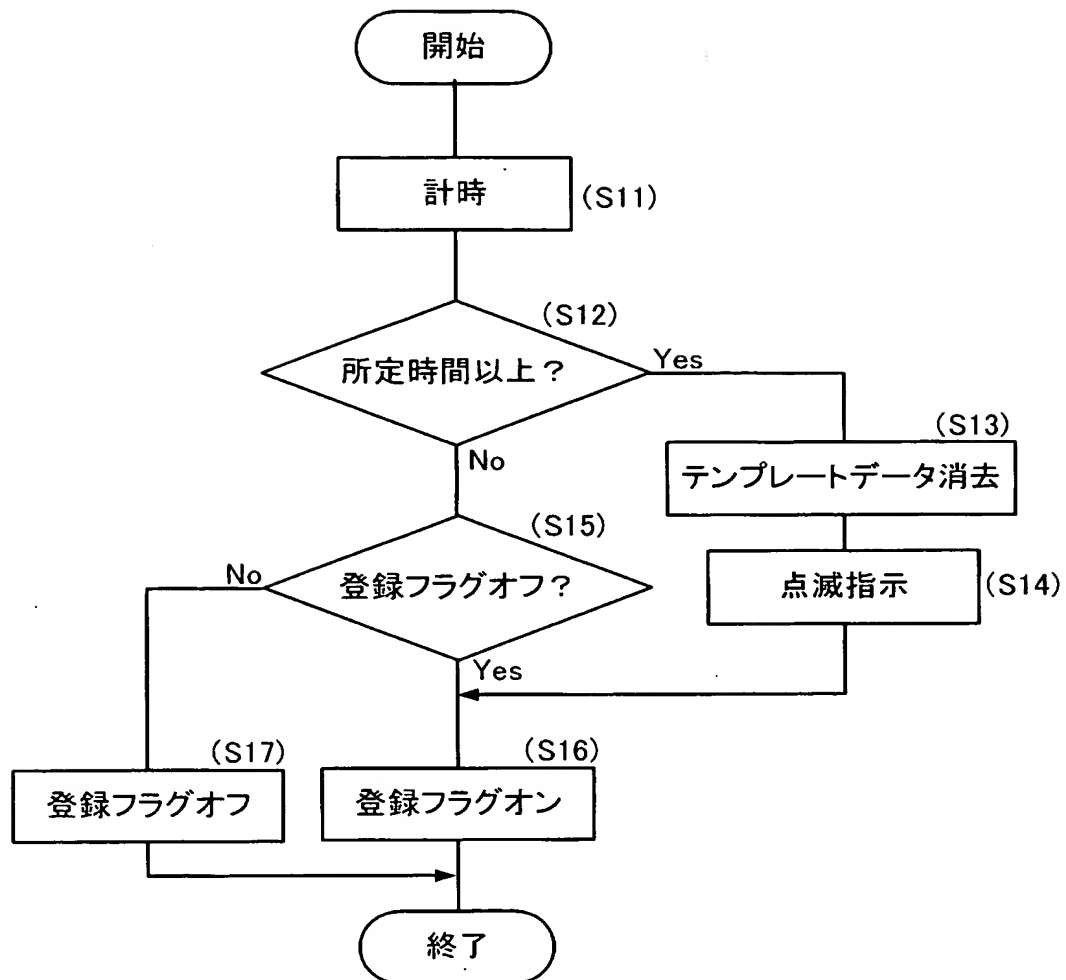 開始
計時
(S11)
(S12)
所定時間以上?
Yes
No
(S13)
テンプレートデータ消去
点滅指示
(S14)
(S15)
登録フラグオフ?
No
Yes
(S17)
登録フラグオフ
(S16)
登録フラグオン
終了